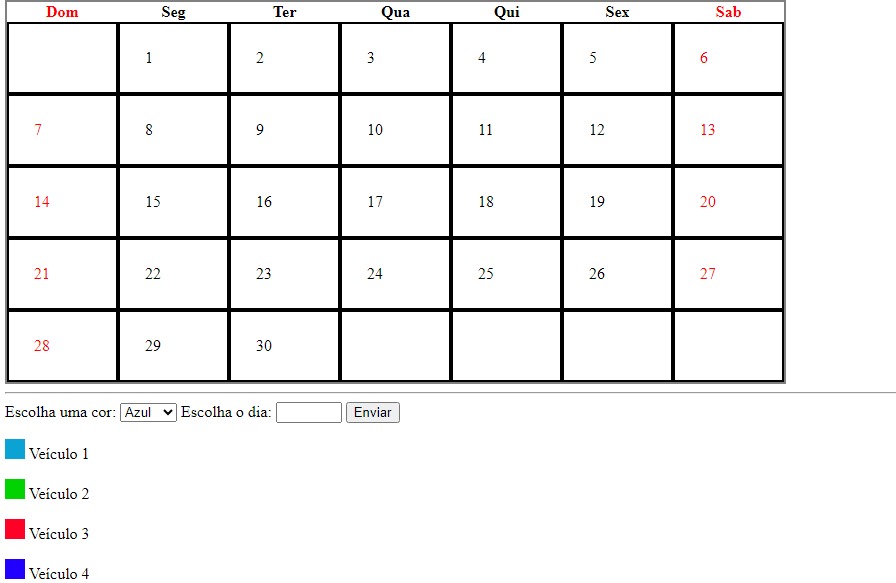 Dom Seg Ter Qua Qui Sex Sab
1 2 3 4 5 6
7 8 9 10 11 12 13
14 15 16 17 18 19 20
21 22 23 24 25 26 27
28 29 30
Escolha uma cor: Azul Escolha o dia: Enviar
Veículo 1
Veículo 2
Veículo 3
Veículo 4